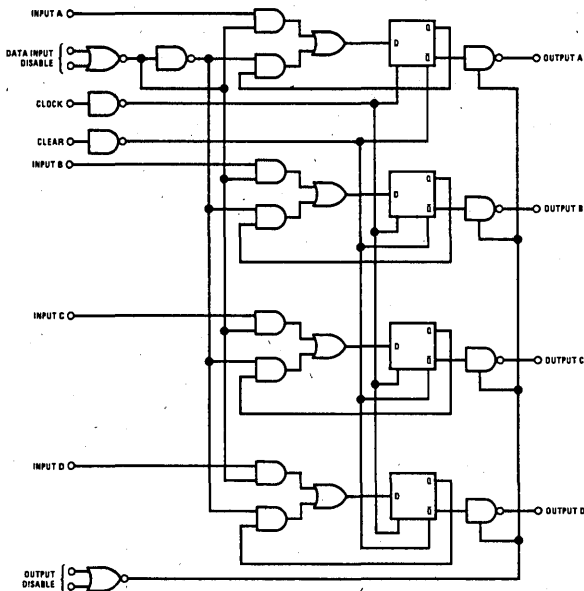 INPUT A
DATA INPUT
DISABLE
CLOCK
CLEAR
INPUT B
INPUT C
INPUT D
OUTPUT
DISABLE
D Q
Q̅
OUTPUT A
D Q
Q̅
OUTPUT B
D Q
Q̅
OUTPUT C
D Q
Q̅
OUTPUT D